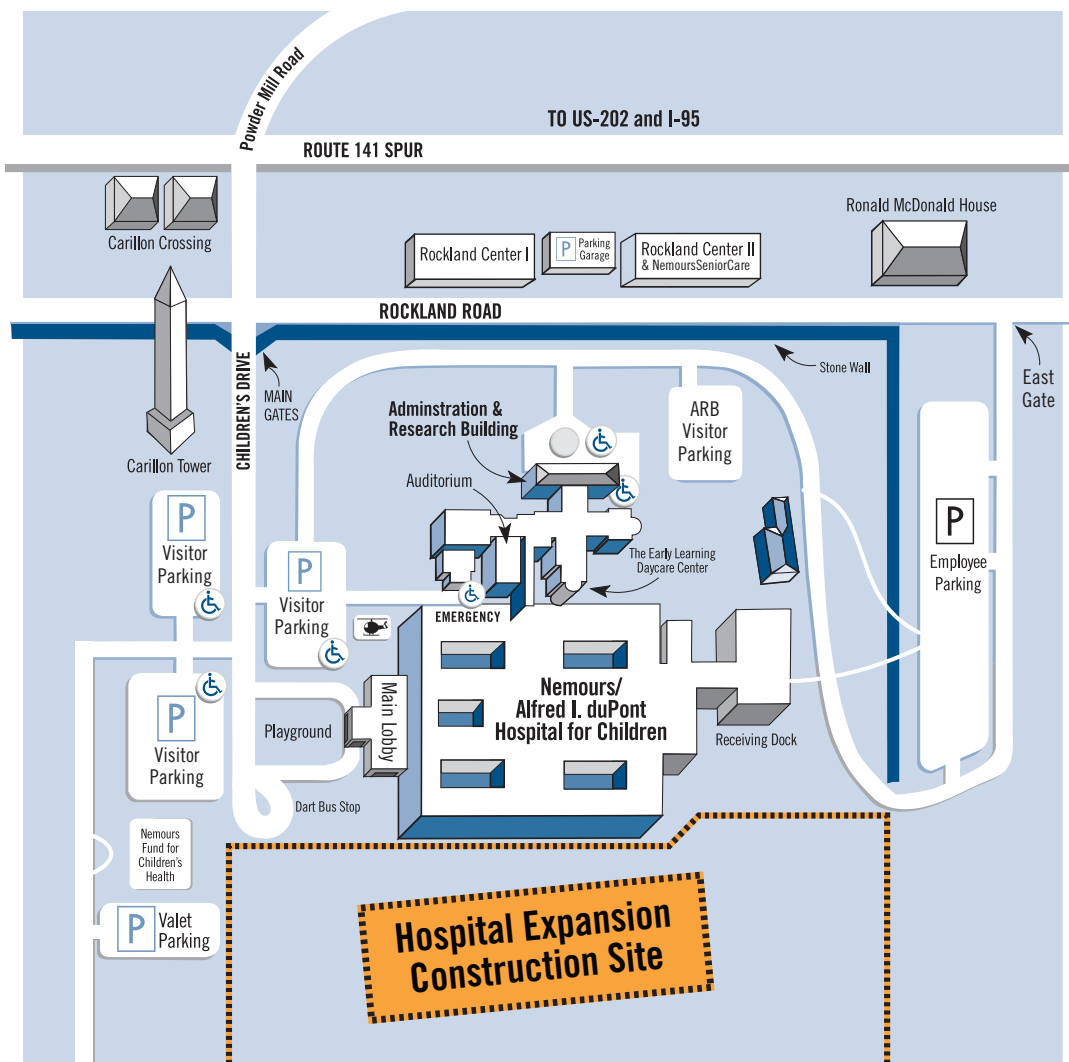 Powder Mill Road
TO US-202 and I-95
ROUTE 141 SPUR
Carillon Crossing
Rockland Center I
P
Parking
Garage
Rockland Center II
& NemoursSeniorCare
Ronald McDonald House
ROCKLAND ROAD
CHILDREN'S DRIVE
MAIN
GATES
Stone Wall
East
Gate
Carillon Tower
Adminstration &
Research Building
ARB
Visitor
Parking
Auditorium
P
Visitor
Parking
P
Visitor
Parking
The Early Learning
Daycare Center
P
Employee
Parking
EMERGENCY
P
Visitor
Parking
Playground
Main Lobby
Nemours/
Alfred I. duPont
Hospital for Children
Receiving Dock
Dart Bus Stop
Nemours
Fund for
Children's
Health
P
Valet
Parking
Hospital Expansion
Construction Site